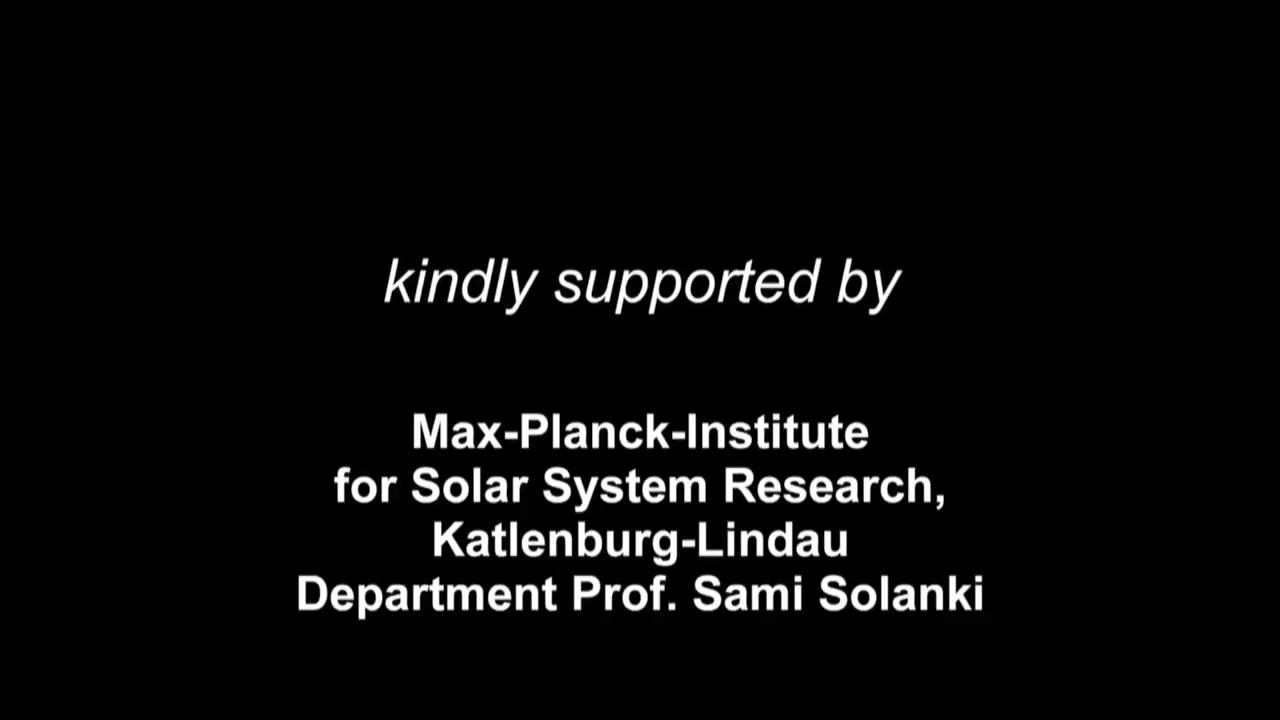 kindly supported by
Max-Planck-Institute
for Solar System Research,
Katlenburg-Lindau
Department Prof. Sami Solanki